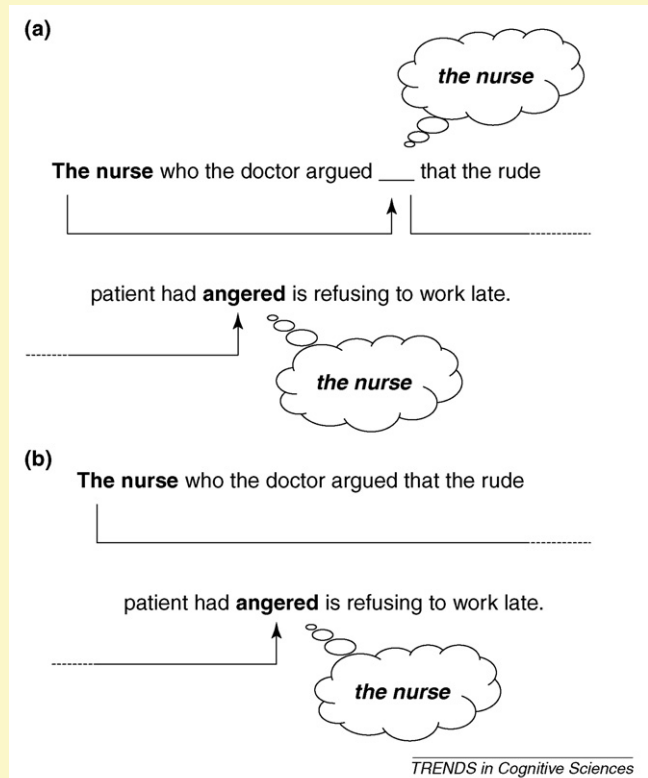 (a)
the nurse
The nurse who the doctor argued ___ that the rude
patient had angered is refusing to work late.
the nurse
(b)
The nurse who the doctor argued that the rude
patient had angered is refusing to work late.
the nurse
TRENDS in Cognitive Sciences